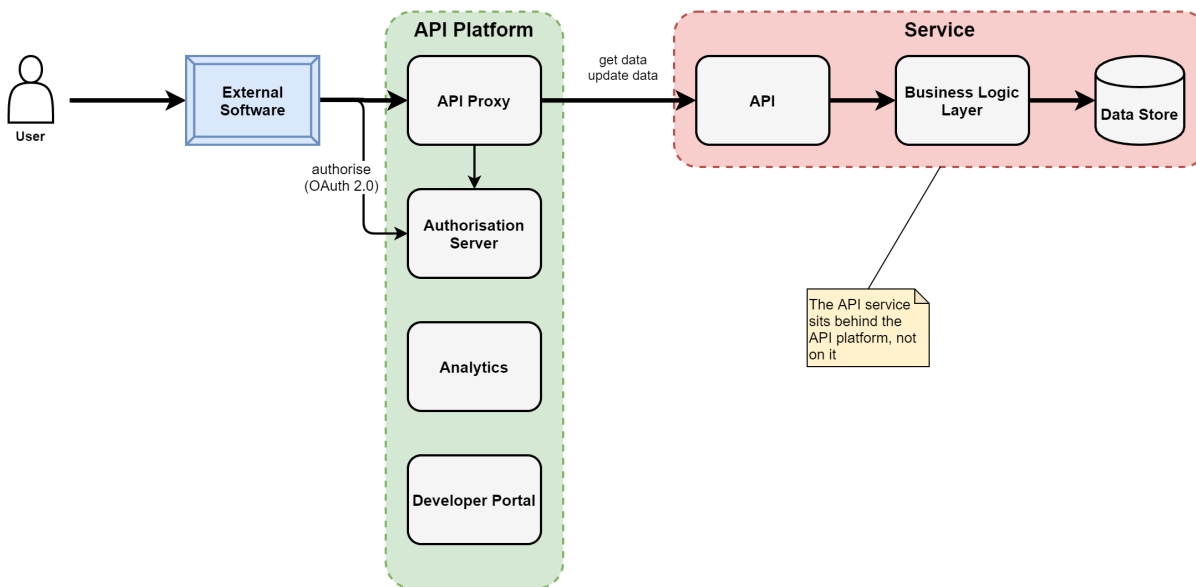 API Platform
Service
User
External
Software
API Proxy
get data
update data
API
Business Logic
Layer
Data Store
authorise
(OAuth 2.0)
Authorisation
Server
The API service
sits behind the
API platform, not
on it
Analytics
Developer Portal